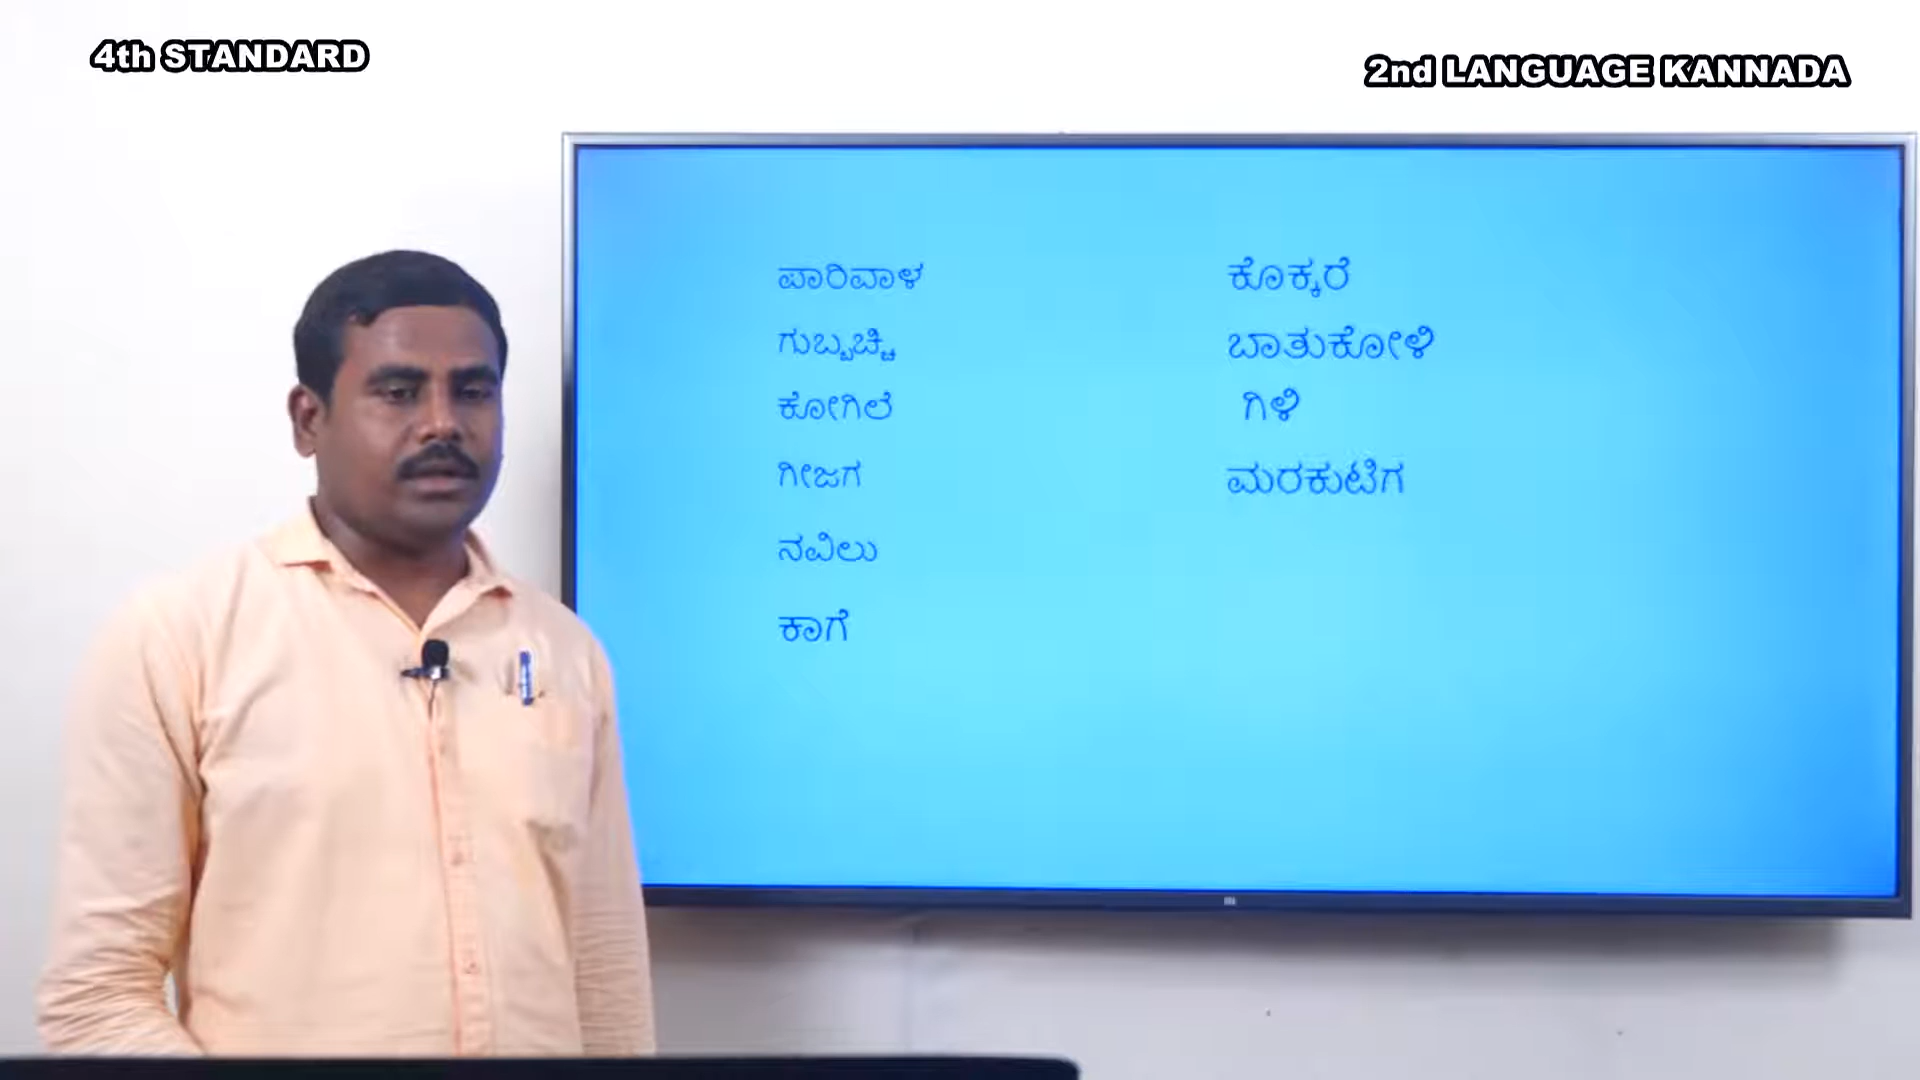 4th STANDARD
2nd LANGUAGE KANNADA
ಪಾರಿವಾಳ
ಗುಬ್ಬಚ್ಚಿ
ಕೋಗಿಲೆ
ಗೀಜಗ
ನವಿಲು
ಕಾಗೆ
ಕೊಕ್ಕರೆ
ಬಾತುಕೋಳಿ
ಗಿಳಿ
ಮರಕುಟಿಗ